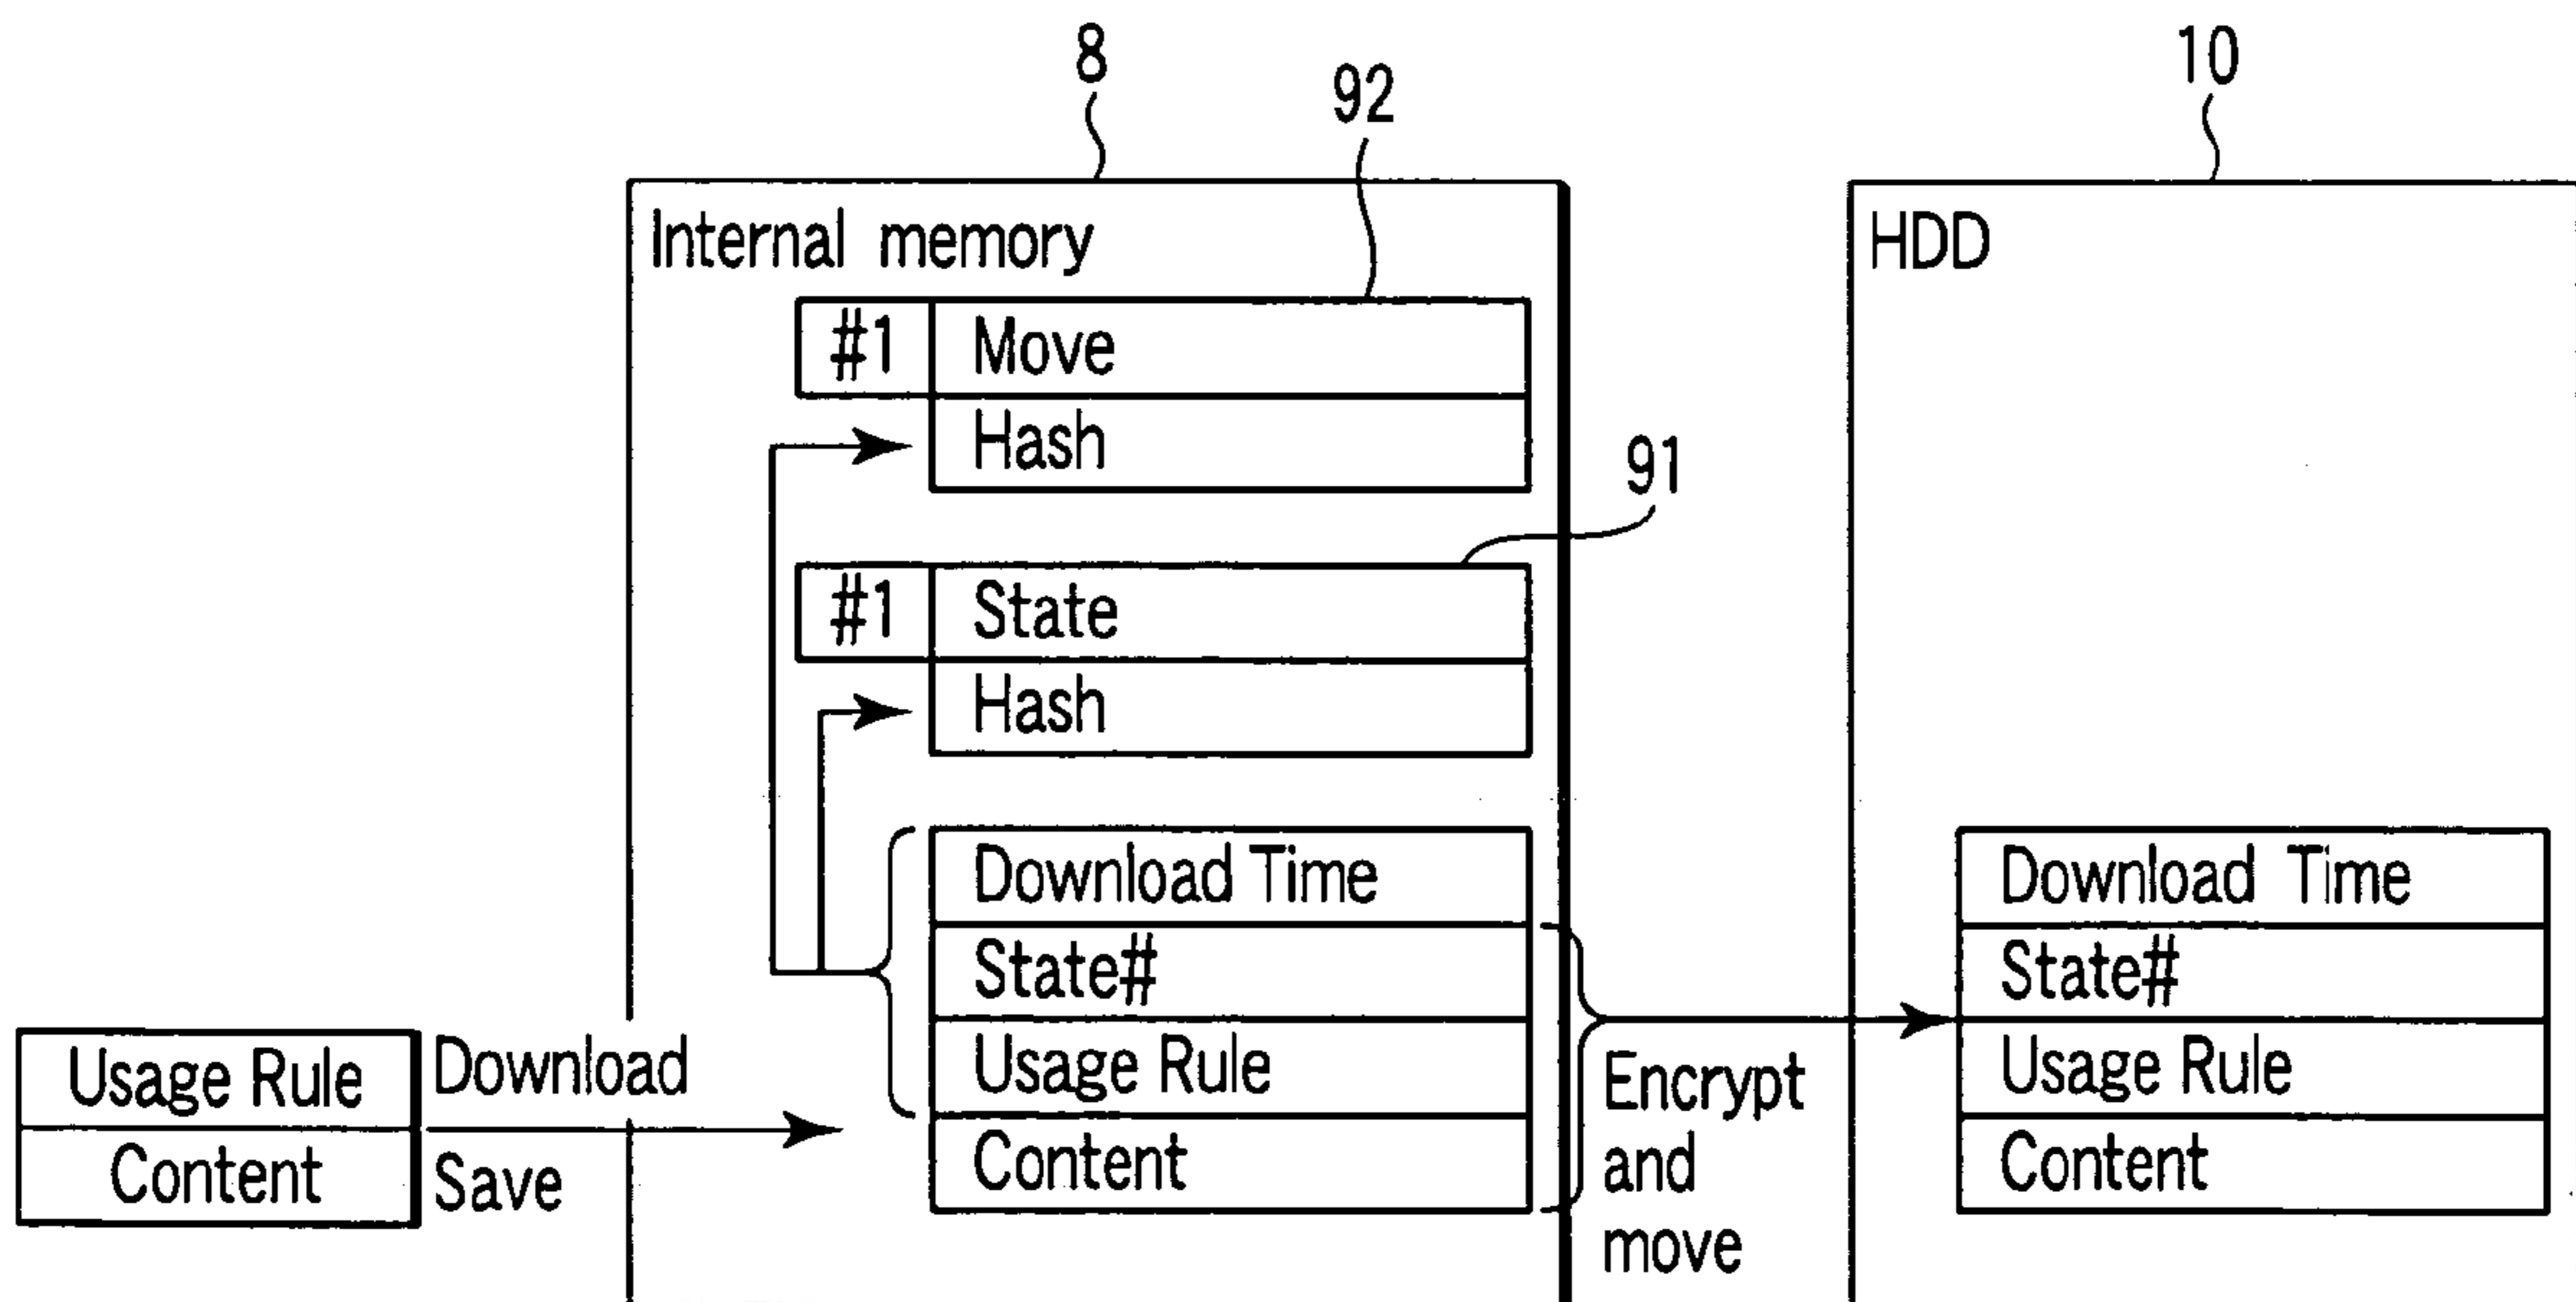 8
92
10
Internal memory
HDD
#1 Move
Hash
91
#1 State
Hash
Download Time
State#
Usage Rule
Content
Usage Rule
Content
Download
Save
Encrypt
and
move
Download Time
State#
Usage Rule
Content